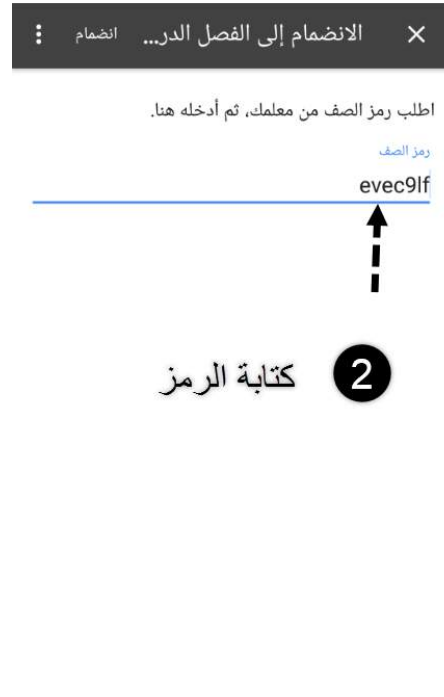 الانضمام إلى الفصل الدر... انضمام
اطلب رمز الصف من معلمك، ثم أدخله هنا.
رمز الصف
evec9lf
2 كتابة الرمز